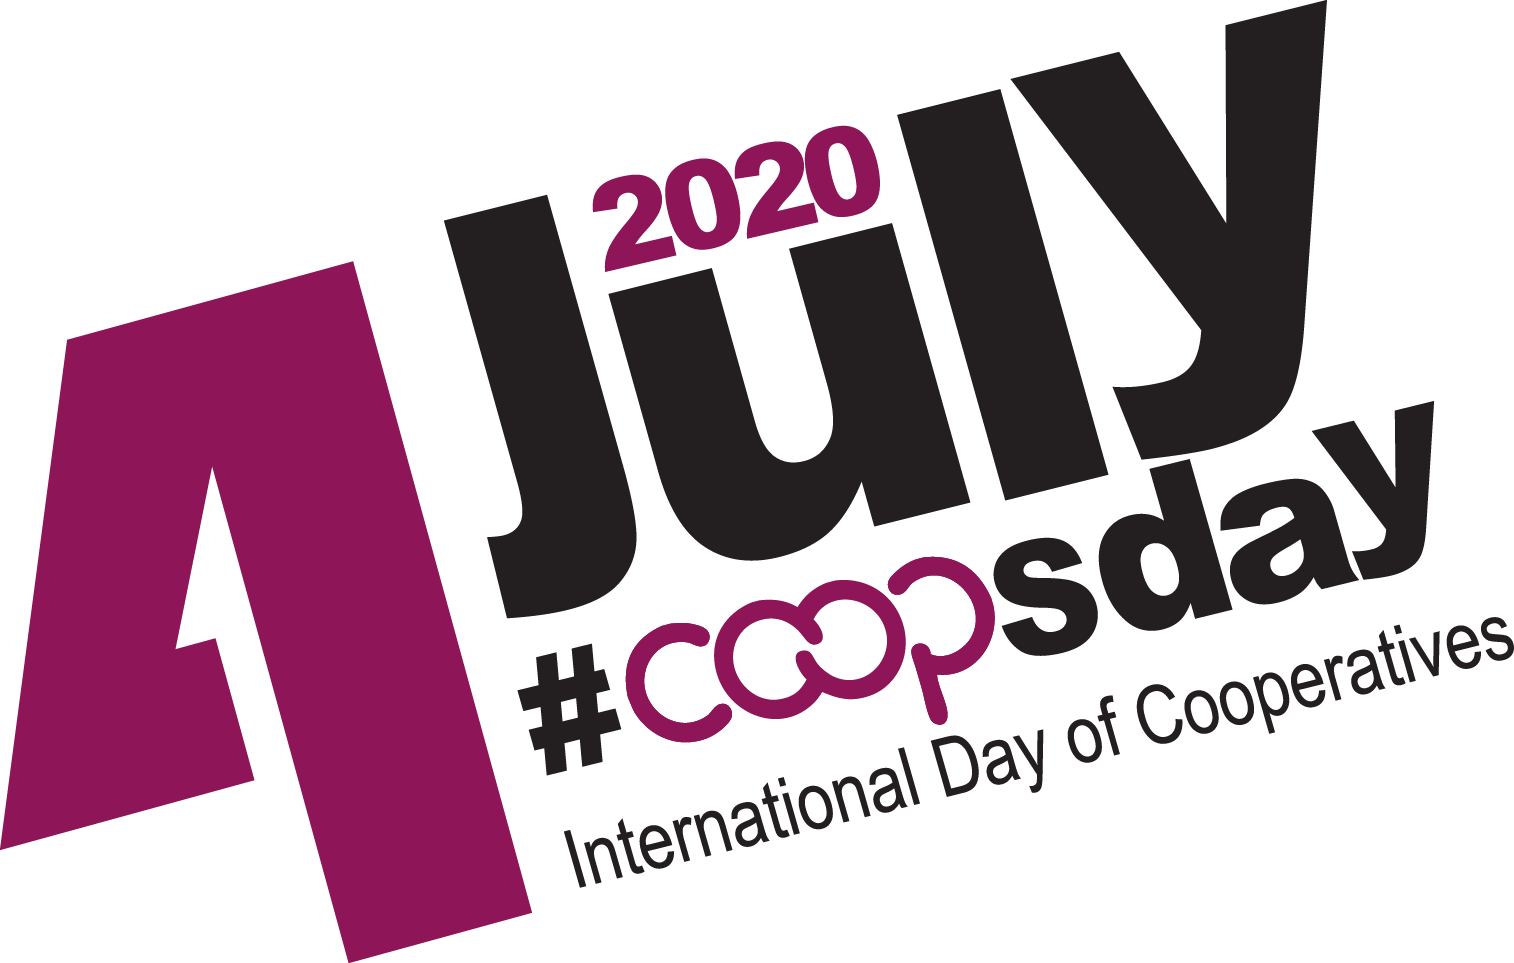 4 July
2020
#coopsday
International Day of Cooperatives